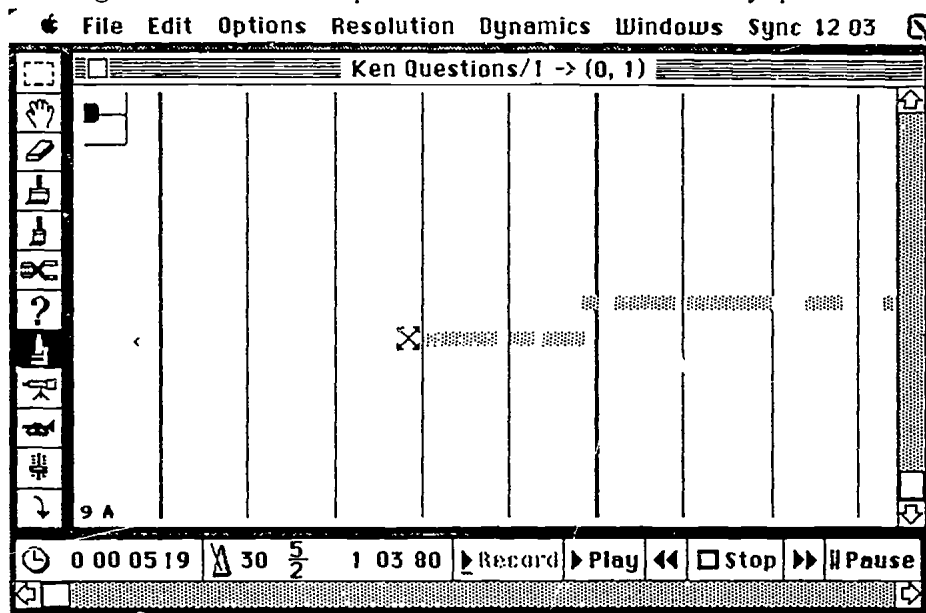 File Edit Options Resolution Dynamics Windows Sync 12 03
Ken Questions/I -> (0, 1)
?
<
9 A
0 00 05 19 30 5/2 1 03 80 Record Play Stop Pause